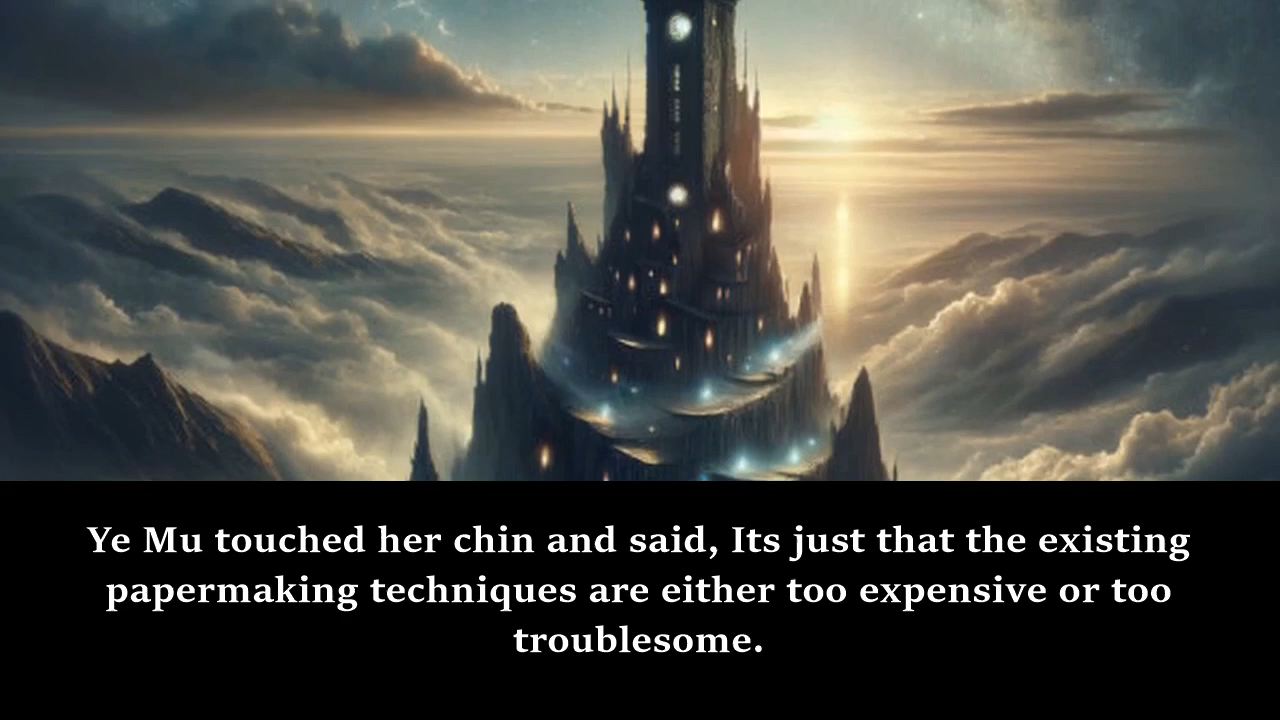 Ye Mu touched her chin and said, Its just that the existing
papermaking techniques are either too expensive or too
troublesome.